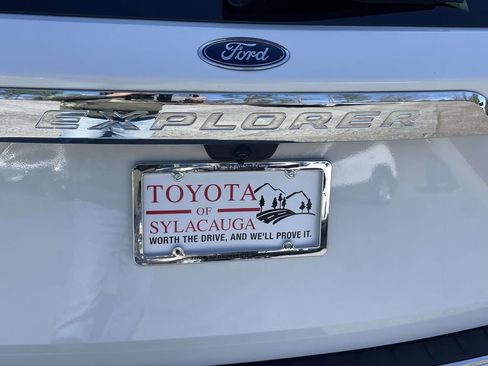 Ford
EXPLORER
TOYOTA
OF
SYLACAUGA
WORTH THE DRIVE, AND WE'LL PROVE IT.